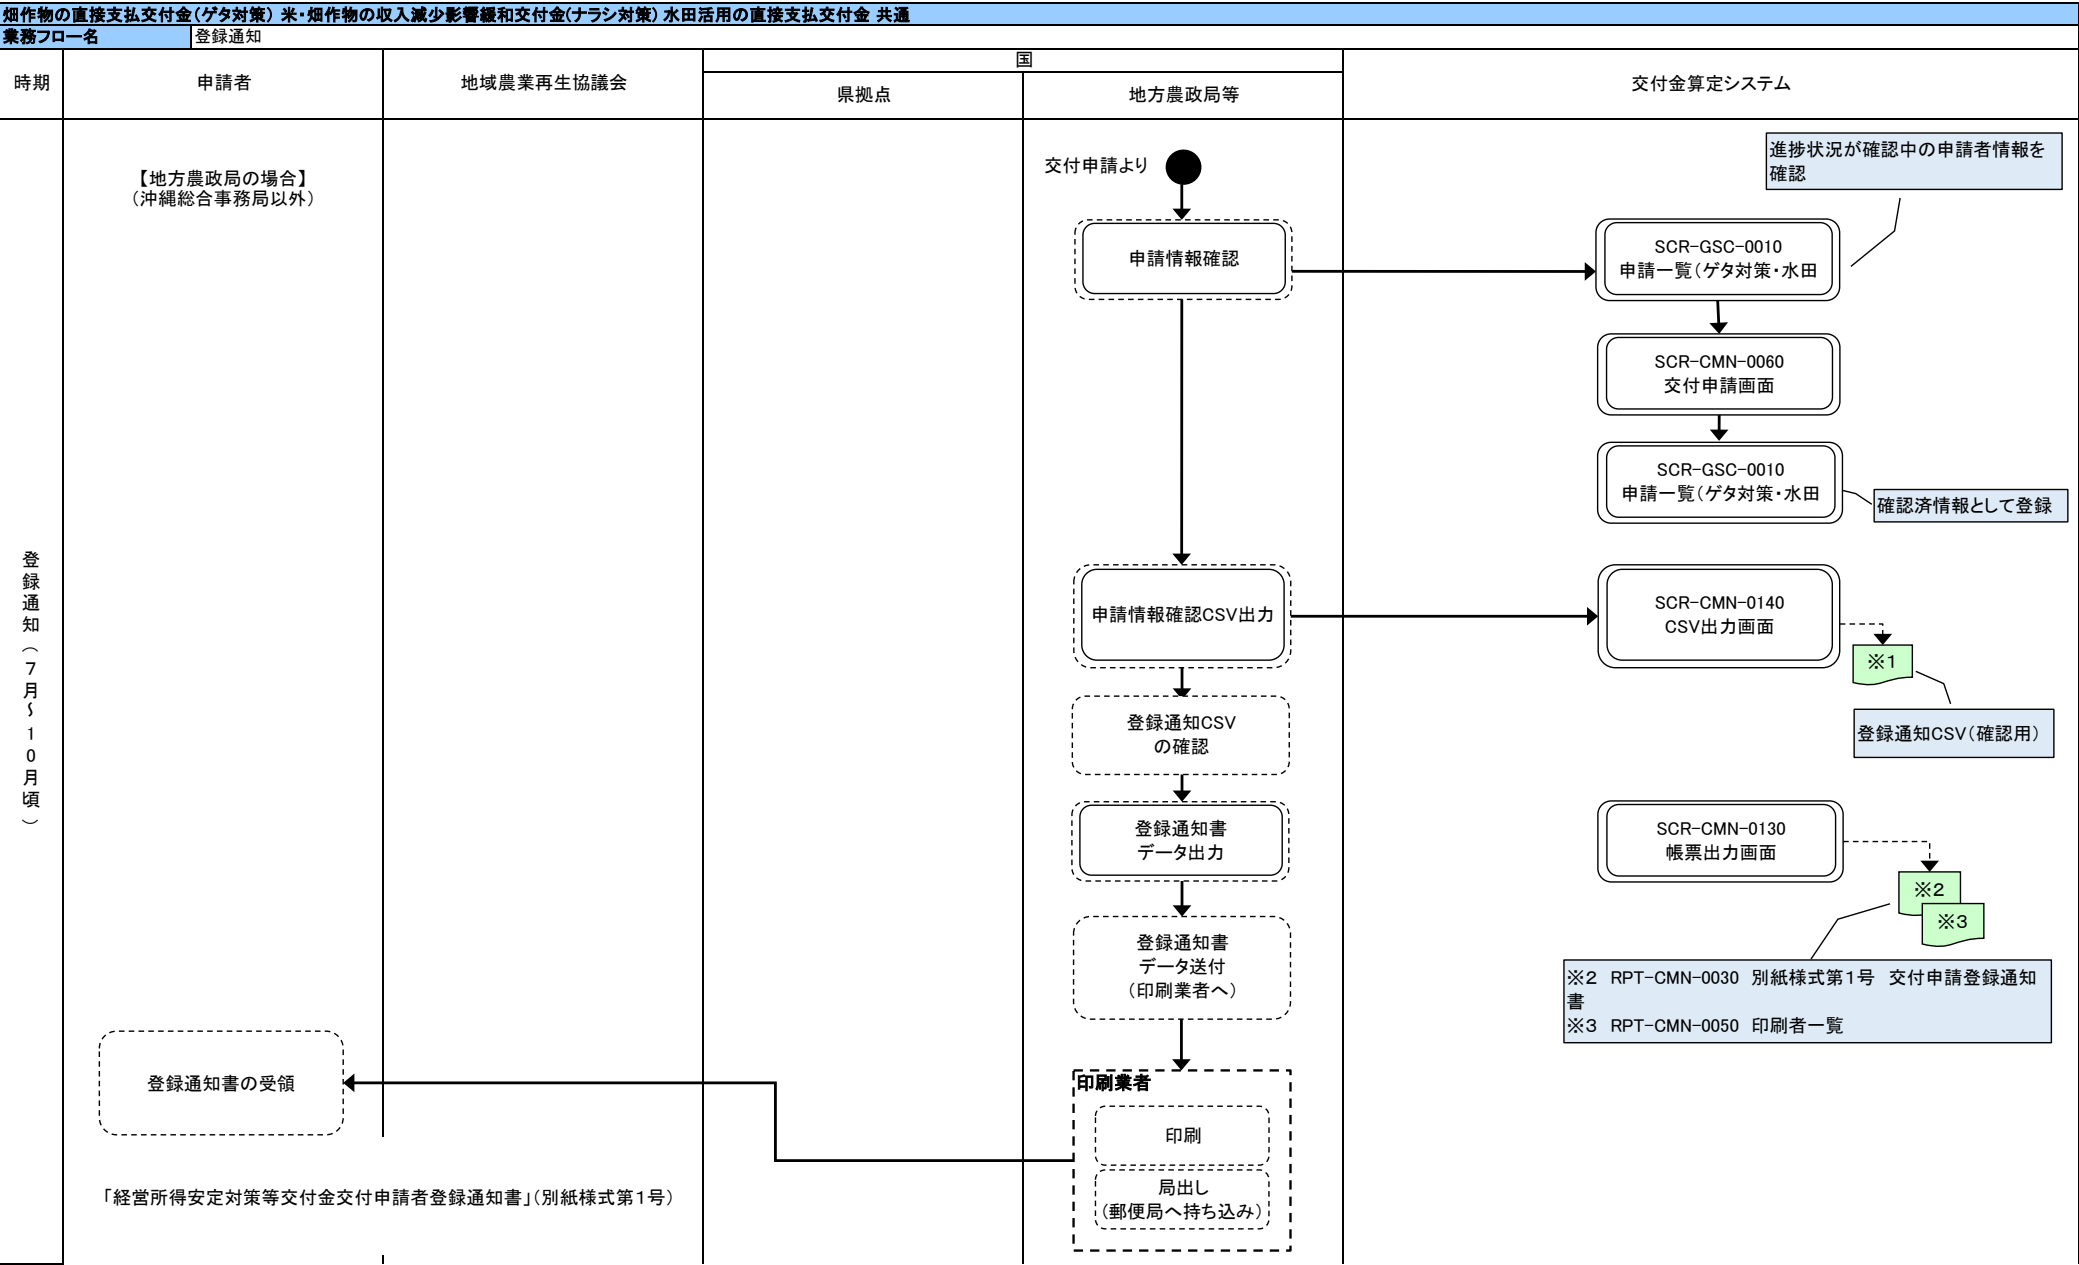 畑作物の直接支払交付金(ゲタ対策) 米・畑作物の収入減少影響緩和交付金(ナラシ対策) 水田活用の直接支払交付金 共通
業務フロー名
登録通知
時期
申請者
地域農業再生協議会
国
県拠点
地方農政局等
交付金算定システム
登録通知(7月~10月頃)
【地方農政局の場合】
(沖縄総合事務局以外)
交付申請より
進捗状況が確認中の申請者情報を
確認
申請情報確認
SCR-GSC-0010
申請一覧(ゲタ対策・水田
SCR-CMN-0060
交付申請画面
SCR-GSC-0010
申請一覧(ゲタ対策・水田
確認済情報として登録
申請情報確認CSV出力
SCR-CMN-0140
CSV出力画面
※1
登録通知CSV
の確認
登録通知CSV(確認用)
登録通知書
データ出力
SCR-CMN-0130
帳票出力画面
※2
※3
登録通知書
データ送付
(印刷業者へ)
※2 RPT-CMN-0030 別紙様式第1号 交付申請登録通知
書
※3 RPT-CMN-0050 印刷者一覧
登録通知書の受領
印刷業者
印刷
局出し
(郵便局へ持ち込み)
「経営所得安定対策等交付金交付申請者登録通知書」(別紙様式第1号)